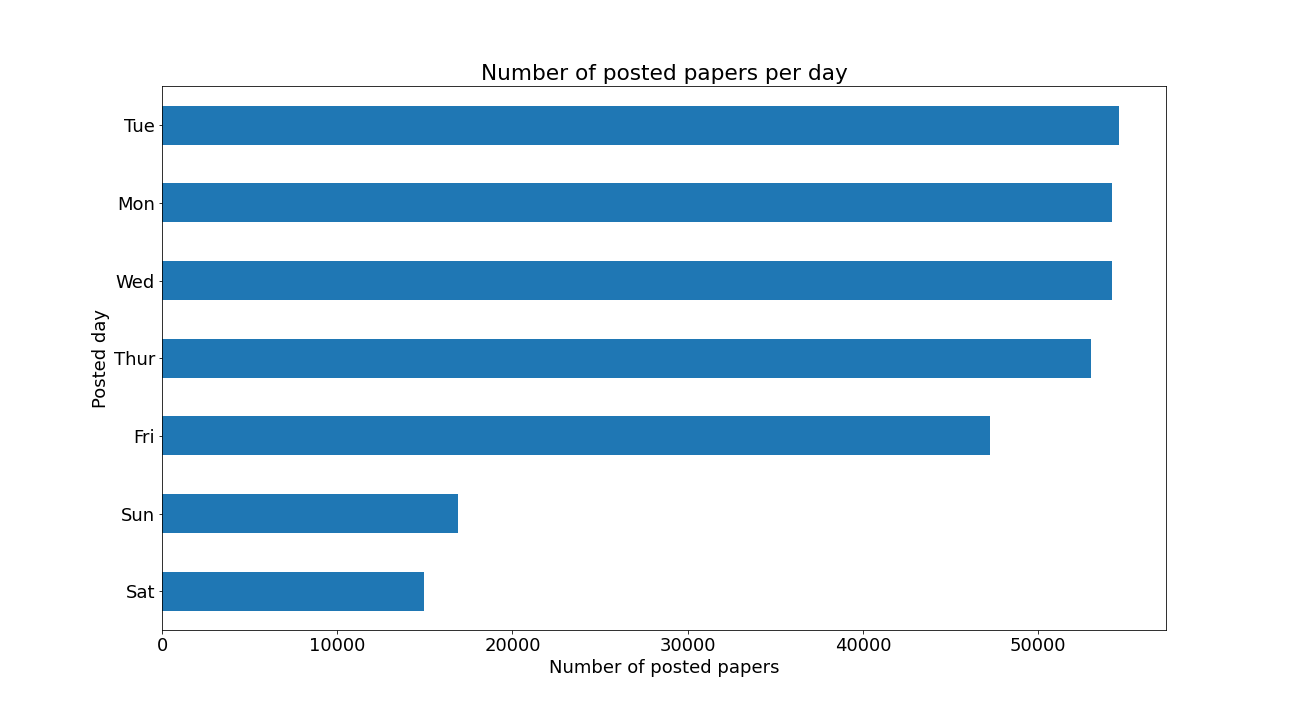 Number of posted papers per day
Tue
Mon
Wed
Thur
Fri
Sun
Sat
Posted day
0 10000 20000 30000 40000 50000
Number of posted papers